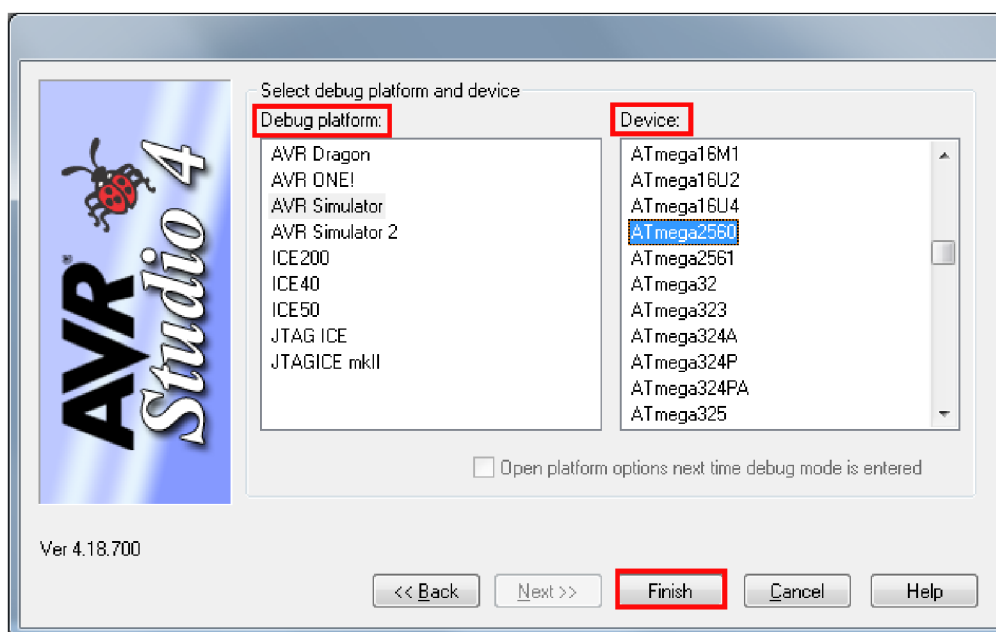 Select debug platform and device
Debug platform:
Device:
AVR Dragon
AVR ONE!
AVR Simulator
AVR Simulator 2
ICE200
ICE40
ICE50
JTAG ICE
JTAGICE mkII
ATmega16M1
ATmega16U2
ATmega16U4
ATmega2560
ATmega2561
ATmega32
ATmega323
ATmega324A
ATmega324P
ATmega324PA
ATmega325
AVR®
Studio 4
Open platform options next time debug mode is entered
Ver 4.18.700
<< Back
Next >>
Finish
Cancel
Help